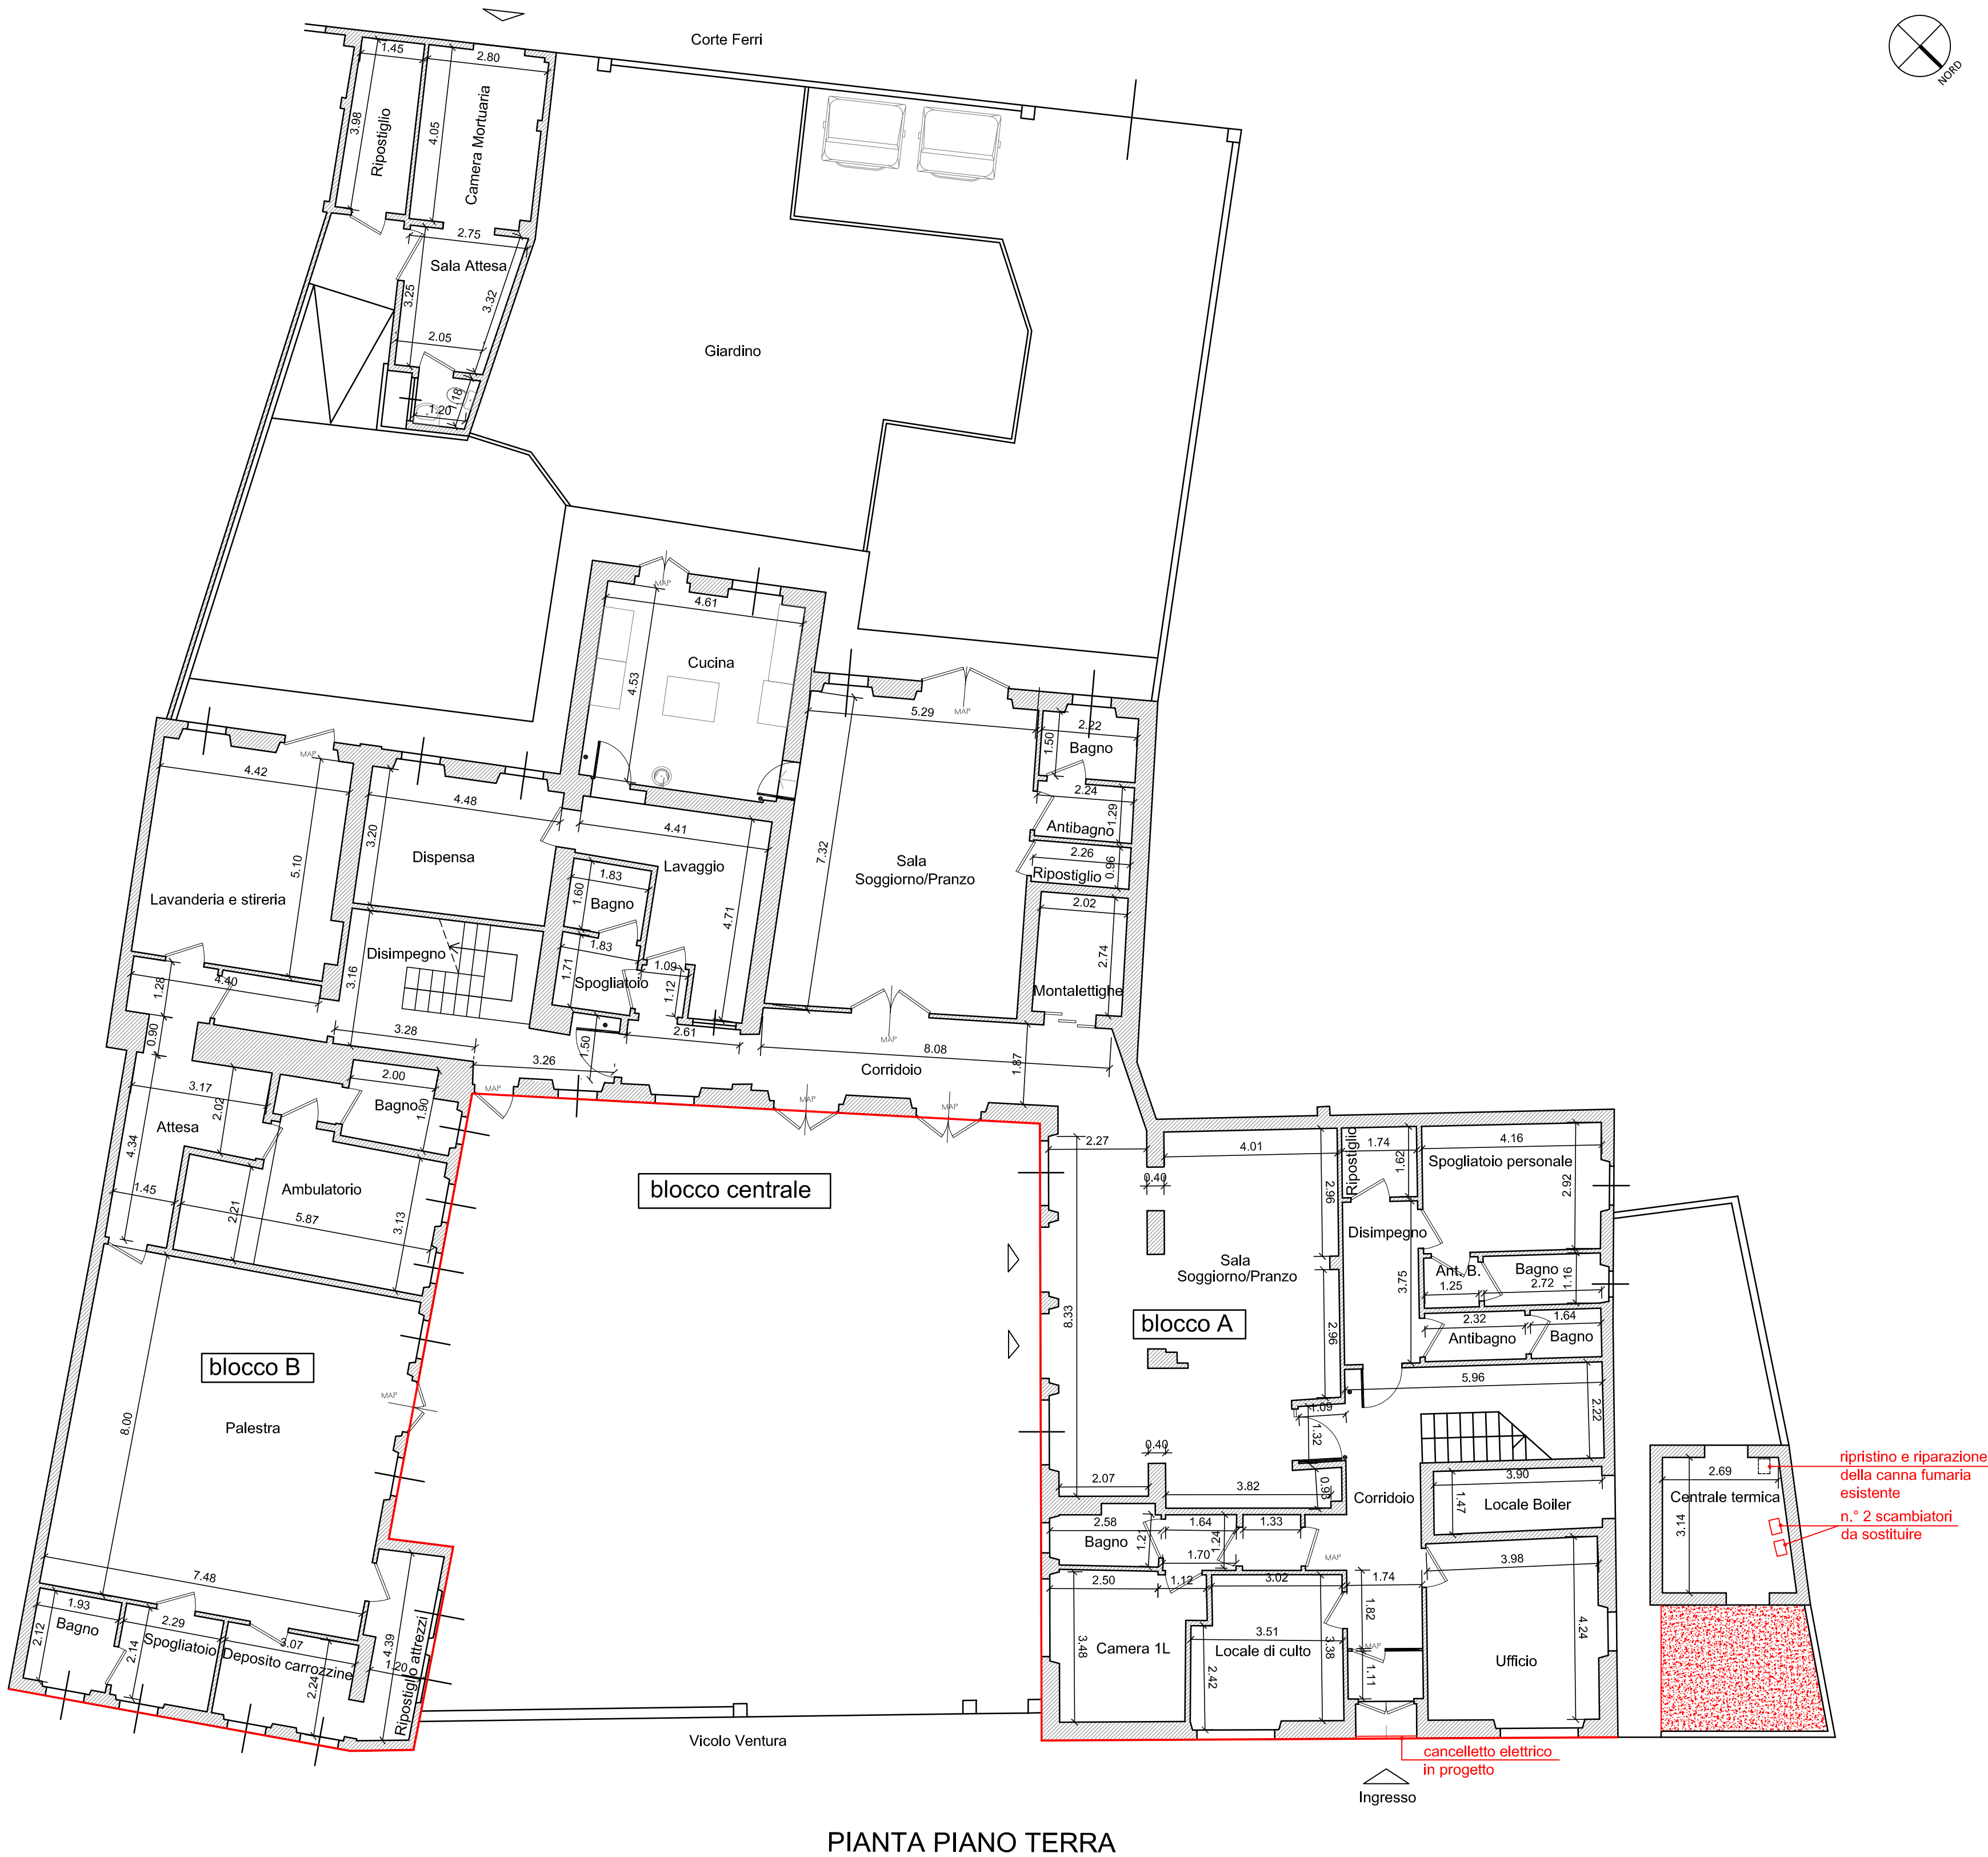 Corte Ferri
NORD
1.45
2.80
3.98
Ripostiglio
4.05
Camera Mortuaria
2.75
Sala Attesa
3.25
3.32
2.05
1.18
1.20
Giardino
MAP
4.61
Cucina
4.53
5.29
MAP
2.22
1.50
Bagno
2.24
1.29
Antibagno
2.26
0.96
Ripostiglio
2.02
2.74
Montalettighe
7.32
Sala
Soggiorno/Pranzo
MAP
4.42
5.10
Lavanderia e stireria
4.48
3.20
Dispensa
4.41
Lavaggio
4.71
1.83
1.60
Bagno
1.83
1.71
Spogliatoio
1.09
1.12
Disimpegno
3.16
4.40
1.28
0.90
3.28
3.26
1.50
2.61
MAP
8.08
Corridoio
1.87
MAP
MAP
MAP
3.17
2.02
Attesa
4.34
1.45
2.00
Bagno
1.90
Ambulatorio
2.21
5.87
3.13
blocco centrale
blocco B
MAP
Palestra
8.00
7.48
1.93
Bagno
2.12
2.29
Spogliatoio
2.14
3.07
Deposito carrozzine
2.24
4.39
1.20
Ripostiglio attrezzi
Vicolo Ventura
2.27
0.40
4.01
2.96
Sala
Soggiorno/Pranzo
8.33
blocco A
2.96
Ripostiglio
1.74
1.62
4.16
Spogliatoio personale
2.92
Disimpegno
3.75
Ant. B.
1.25
Bagno
2.72
1.16
2.32
Antibagno
1.64
Bagno
5.96
2.22
1.09
1.32
0.40
2.07
3.82
0.93
Corridoio
3.90
1.47
Locale Boiler
2.58
Bagno
1.21
1.64
1.24
1.33
1.70
MAP
2.50
1.12
3.02
1.74
3.98
3.48
Camera 1L
3.51
Locale di culto
2.42
3.38
1.82
MAP
1.11
4.24
Ufficio
2.69
Centrale termica
3.14
ripristino e riparazione
della canna fumaria
esistente
n.° 2 scambiatori
da sostituire
cancelletto elettrico
in progetto
Ingresso
PIANTA PIANO TERRA